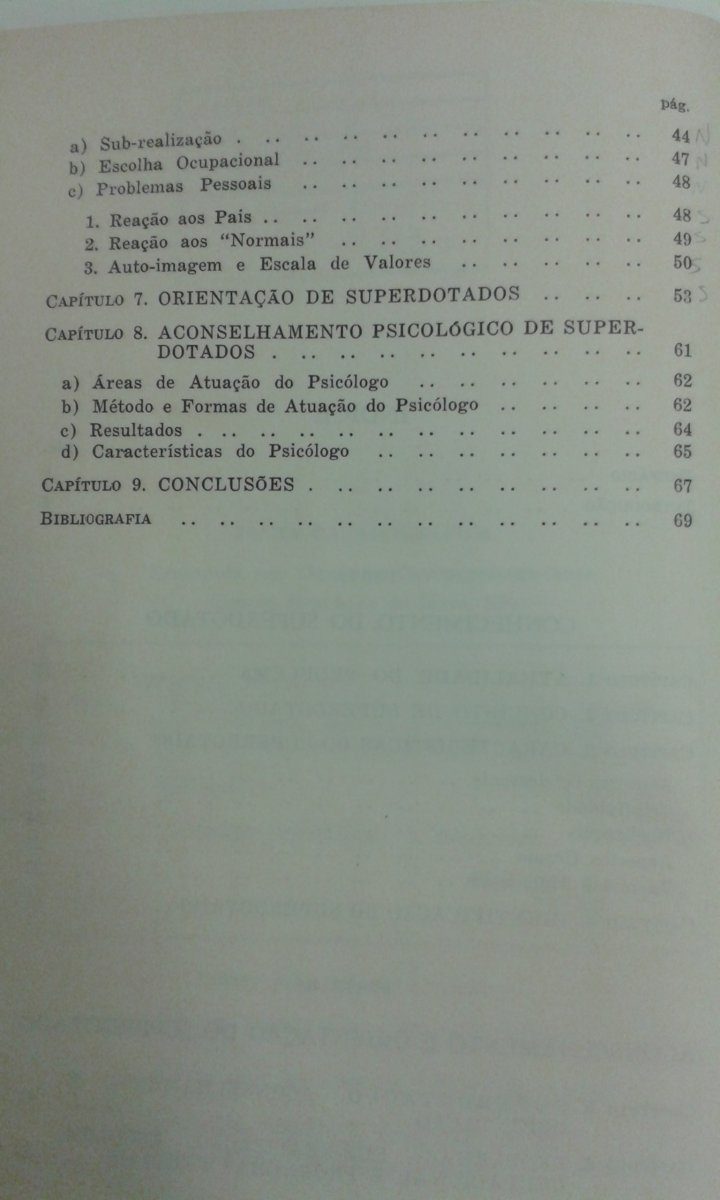 pág.
a) Sub-realização . .. .. .. .. .. .. .. .. .. .. 44
b) Escolha Ocupacional .. .. .. .. .. .. .. .. .. 47
c) Problemas Pessoais .. .. .. .. .. .. .. .. .. 48
1. Reação aos Pais .. .. .. .. .. .. .. .. .. .. 48
2. Reação aos "Normais" .. .. .. .. .. .. .. .. 49
3. Auto-imagem e Escala de Valores .. .. .. .. .. 50
CAPÍTULO 7. ORIENTAÇÃO DE SUPERDOTADOS .. .. .. 53
CAPÍTULO 8. ACONSELHAMENTO PSICOLÓGICO DE SUPER-
DOTADOS . .. .. .. .. .. .. .. .. .. 61
a) Áreas de Atuação do Psicólogo .. .. .. .. .. .. 62
b) Método e Formas de Atuação do Psicólogo .. .. .. .. 62
c) Resultados . .. .. .. .. .. .. .. .. .. .. .. 64
d) Características do Psicólogo .. .. .. .. .. .. .. 65
CAPÍTULO 9. CONCLUSÕES . .. .. .. .. .. .. .. .. 67
BIBLIOGRAFIA .. .. .. .. .. .. .. .. .. .. .. .. 69